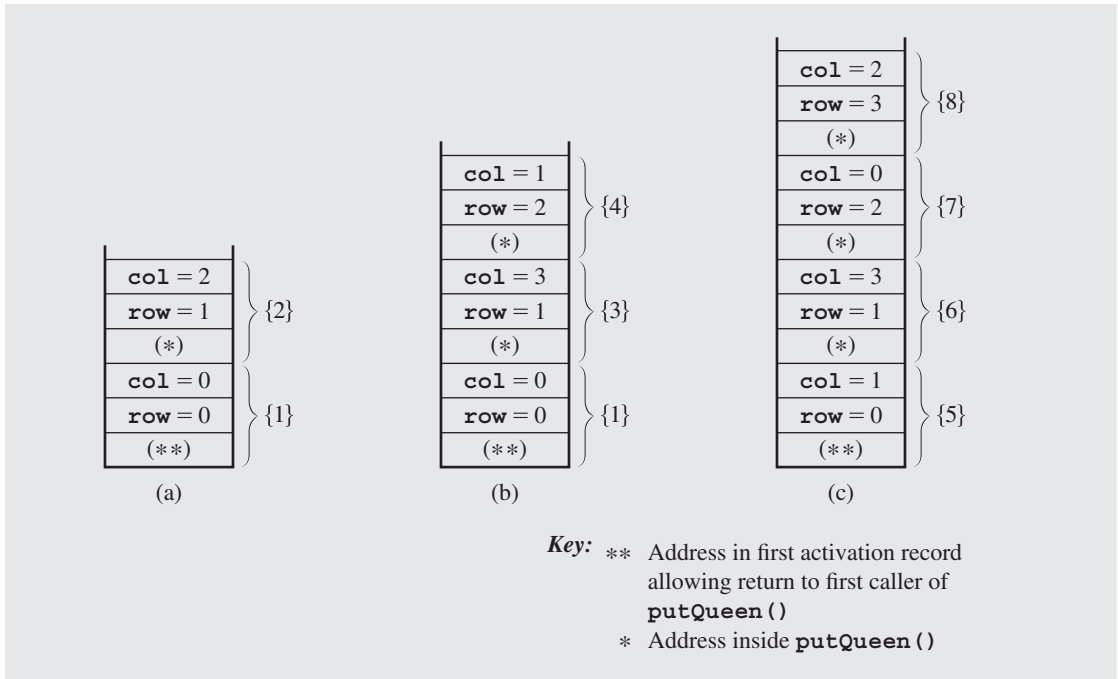 col = 2
row = 1
(*)
col = 0
row = 0
(**)
{2}
{1}
(a)
col = 1
row = 2
(*)
col = 3
row = 1
(*)
col = 0
row = 0
(**)
{4}
{3}
{1}
(b)
col = 2
row = 3
(*)
col = 0
row = 2
(*)
col = 3
row = 1
(*)
col = 1
row = 0
(**)
{8}
{7}
{6}
{5}
(c)
Key: ** Address in first activation record
allowing return to first caller of
putQueen()
* Address inside putQueen()